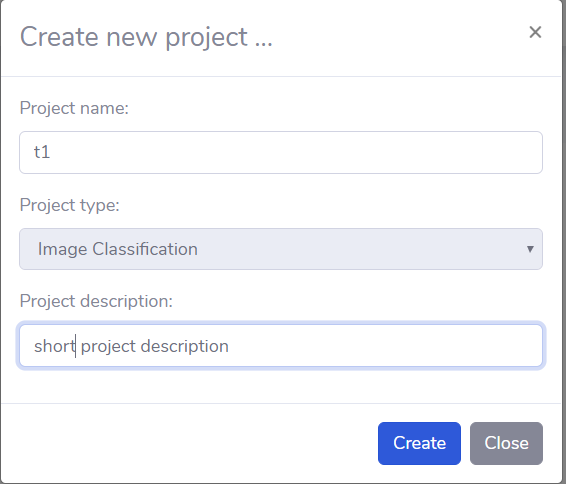 Create new project ...
×
Project name:
t1
Project type:
Image Classification
Project description:
short project description
Create Close